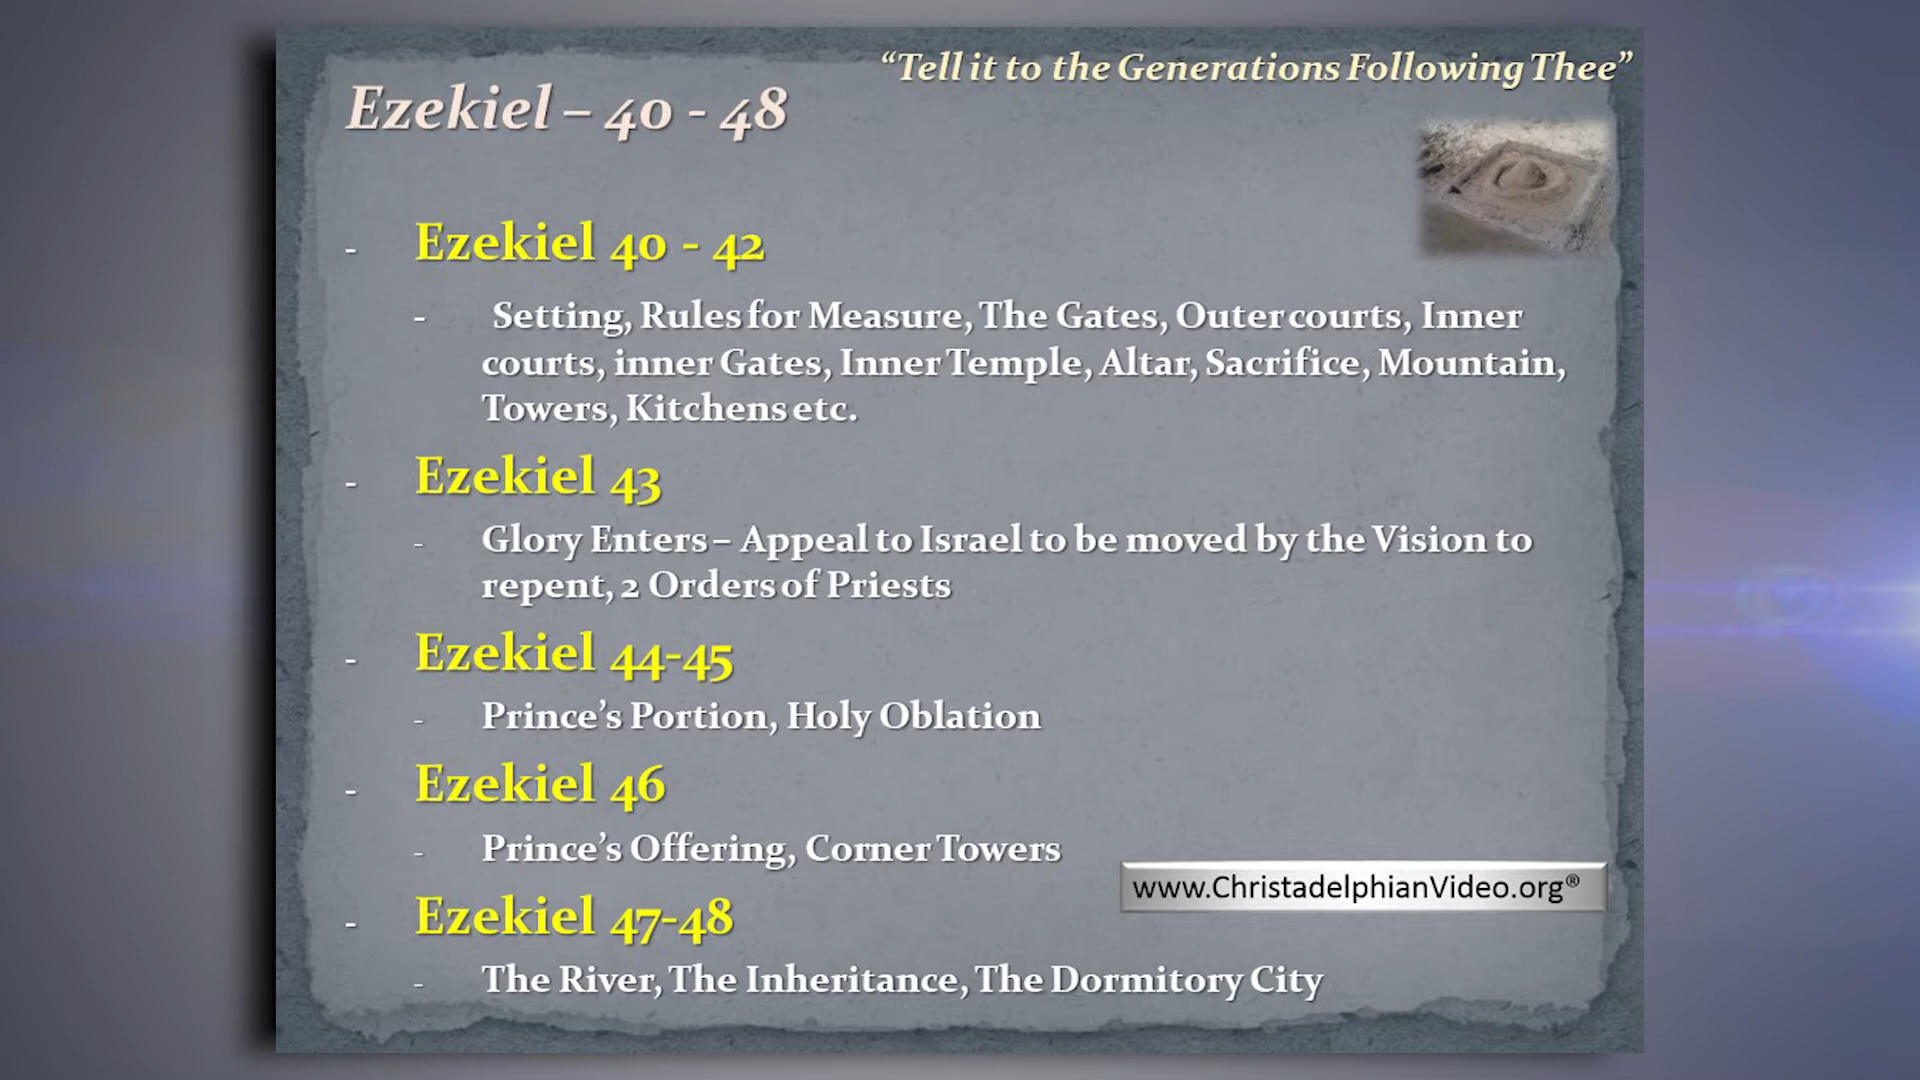 “Tell it to the Generations Following Thee”
Ezekiel – 40 - 48
- Ezekiel 40 - 42
- Setting, Rules for Measure, The Gates, Outer courts, Inner
courts, inner Gates, Inner Temple, Altar, Sacrifice, Mountain,
Towers, Kitchens etc.
- Ezekiel 43
- Glory Enters – Appeal to Israel to be moved by the Vision to
repent, 2 Orders of Priests
- Ezekiel 44-45
- Prince’s Portion, Holy Oblation
- Ezekiel 46
- Prince’s Offering, Corner Towers
www.ChristadelphianVideo.org®
- Ezekiel 47-48
- The River, The Inheritance, The Dormitory City